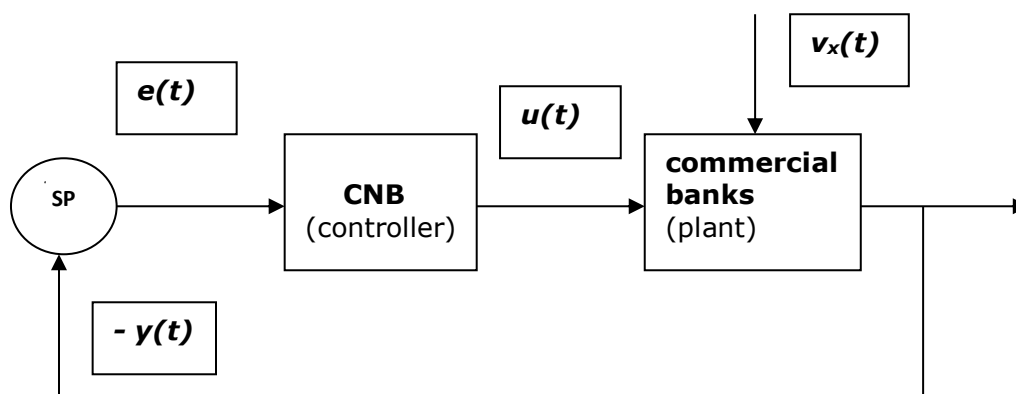 e(t)
SP
CNB
(controller)
u(t)
vₓ(t)
commercial
banks
(plant)
- y(t)